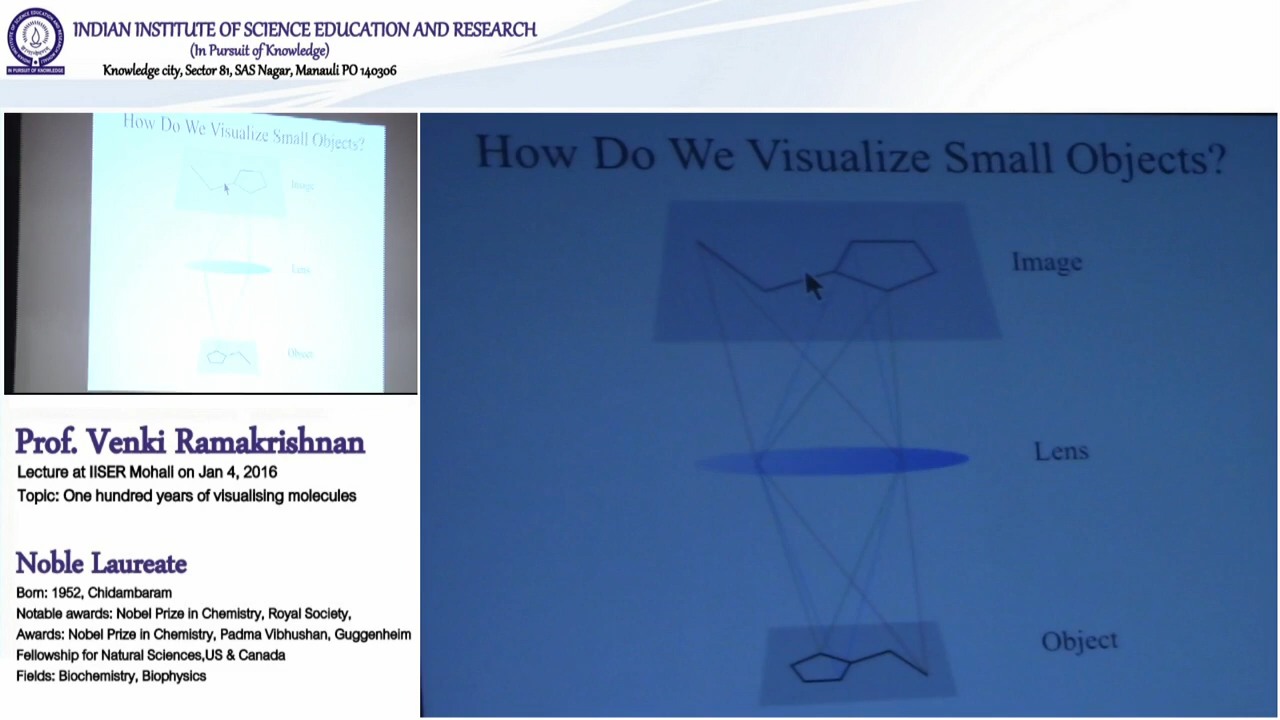 INDIAN INSTITUTE OF SCIENCE EDUCATION AND RESEARCH
(In Pursuit of Knowledge)
Knowledge city, Sector 81, SAS Nagar, Manauli PO 140306
How Do We Visualize Small Objects?
Image
Lens
Object
How Do We Visualize Small Objects?
Image
Lens
Object
Prof. Venki Ramakrishnan
Lecture at IISER Mohali on Jan 4, 2016
Topic: One hundred years of visualising molecules
Noble Laureate
Born: 1952, Chidambaram
Notable awards: Nobel Prize in Chemistry, Royal Society,
Awards: Nobel Prize in Chemistry, Padma Vibhushan, Guggenheim
Fellowship for Natural Sciences,US & Canada
Fields: Biochemistry, Biophysics